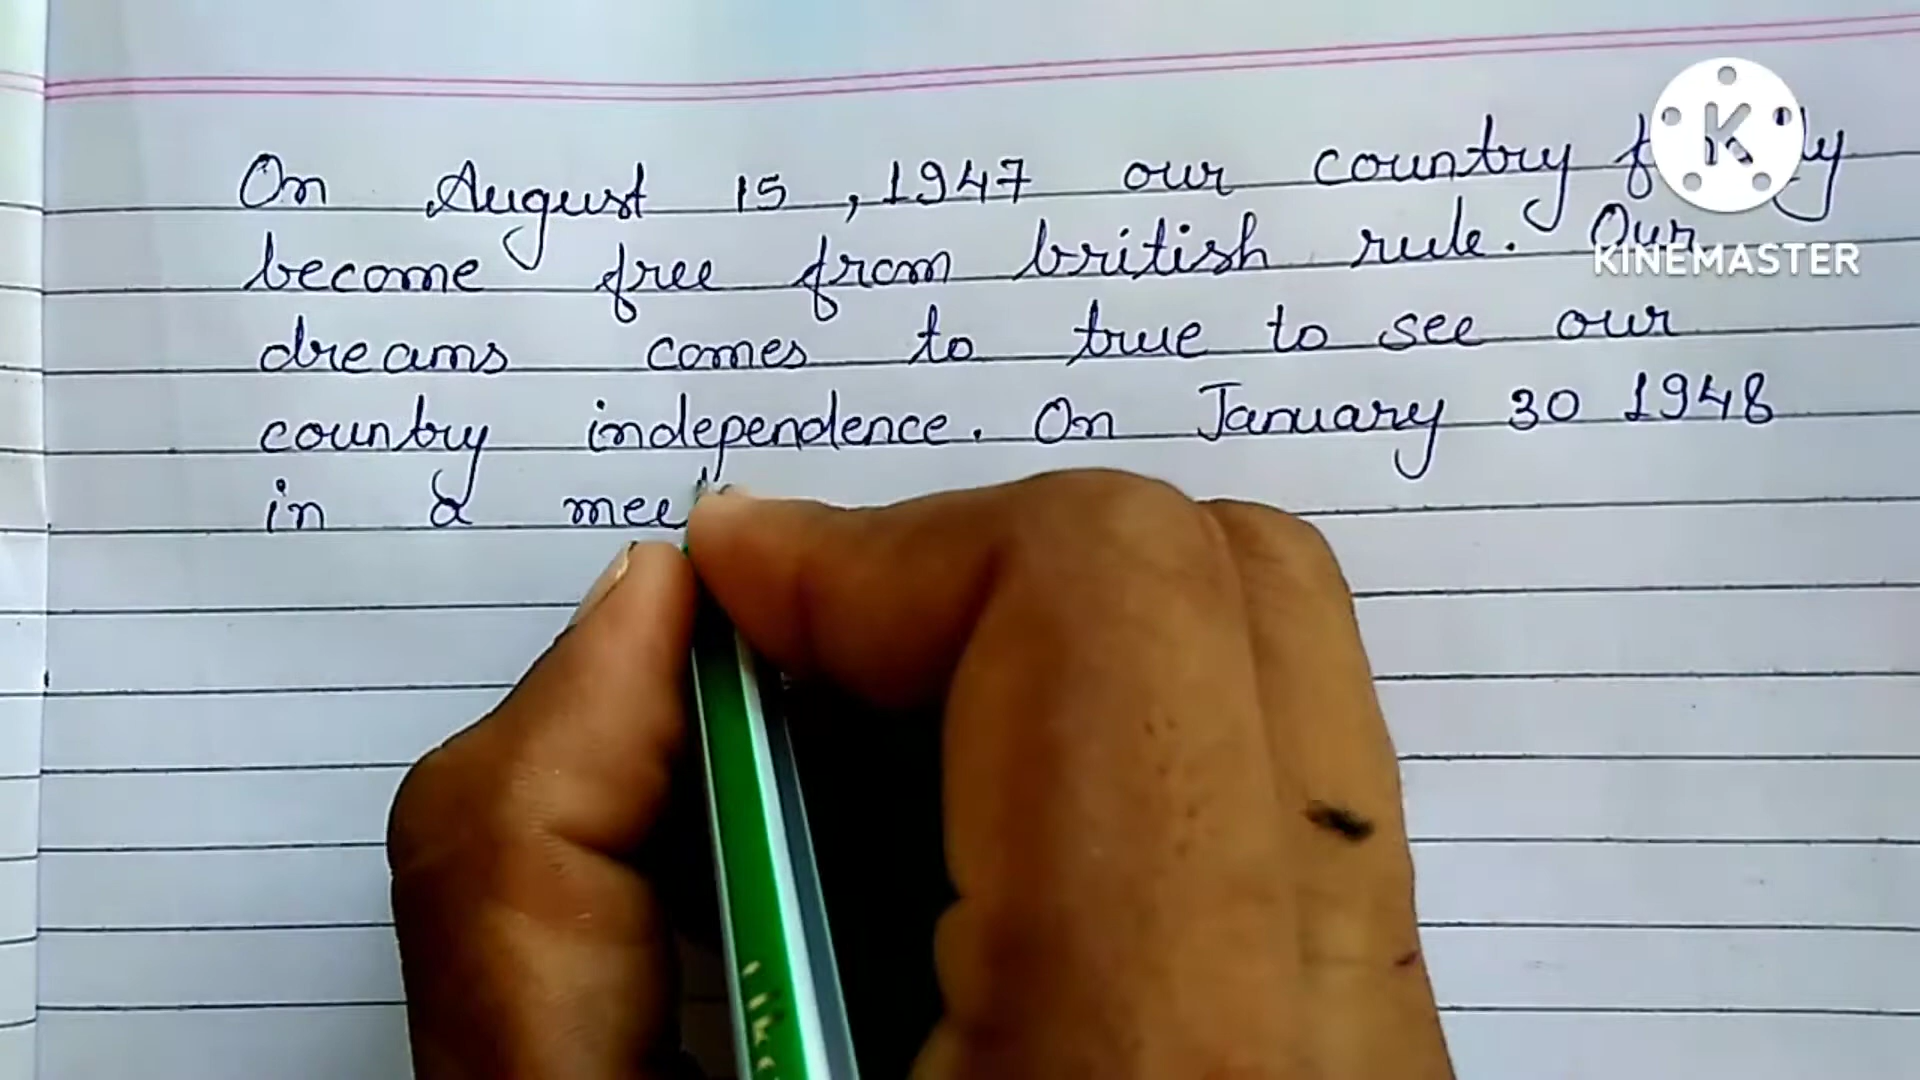 On August 15, 1947 our country
become free from british rule. Our
KINEMASTER
dreams comes to true to see our
country independence. On January 30 1948
in a mee